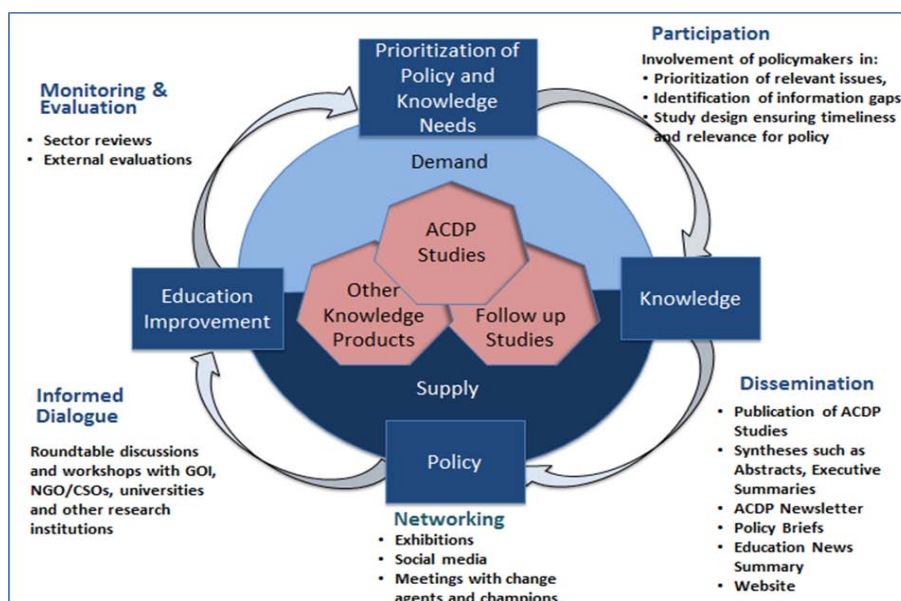 Prioritization of
Policy and
Knowledge
Needs
Participation
Involvement of policymakers in:
• Prioritization of relevant issues,
• Identification of information gaps
• Study design ensuring timeliness
and relevance for policy
Monitoring &
Evaluation
• Sector reviews
• External evaluations
Demand
ACDP
Studies
Other
Knowledge
Products
Follow up
Studies
Education
Improvement
Knowledge
Supply
Informed
Dialogue
Roundtable discussions
and workshops with GOI,
NGO/CSOs, universities
and other research
institutions
Policy
Dissemination
• Publication of ACDP
Studies
• Syntheses such as
Abstracts, Executive
Summaries
• ACDP Newsletter
• Policy Briefs
• Education News
Summary
• Website
Networking
• Exhibitions
• Social media
• Meetings with change
agents and champions